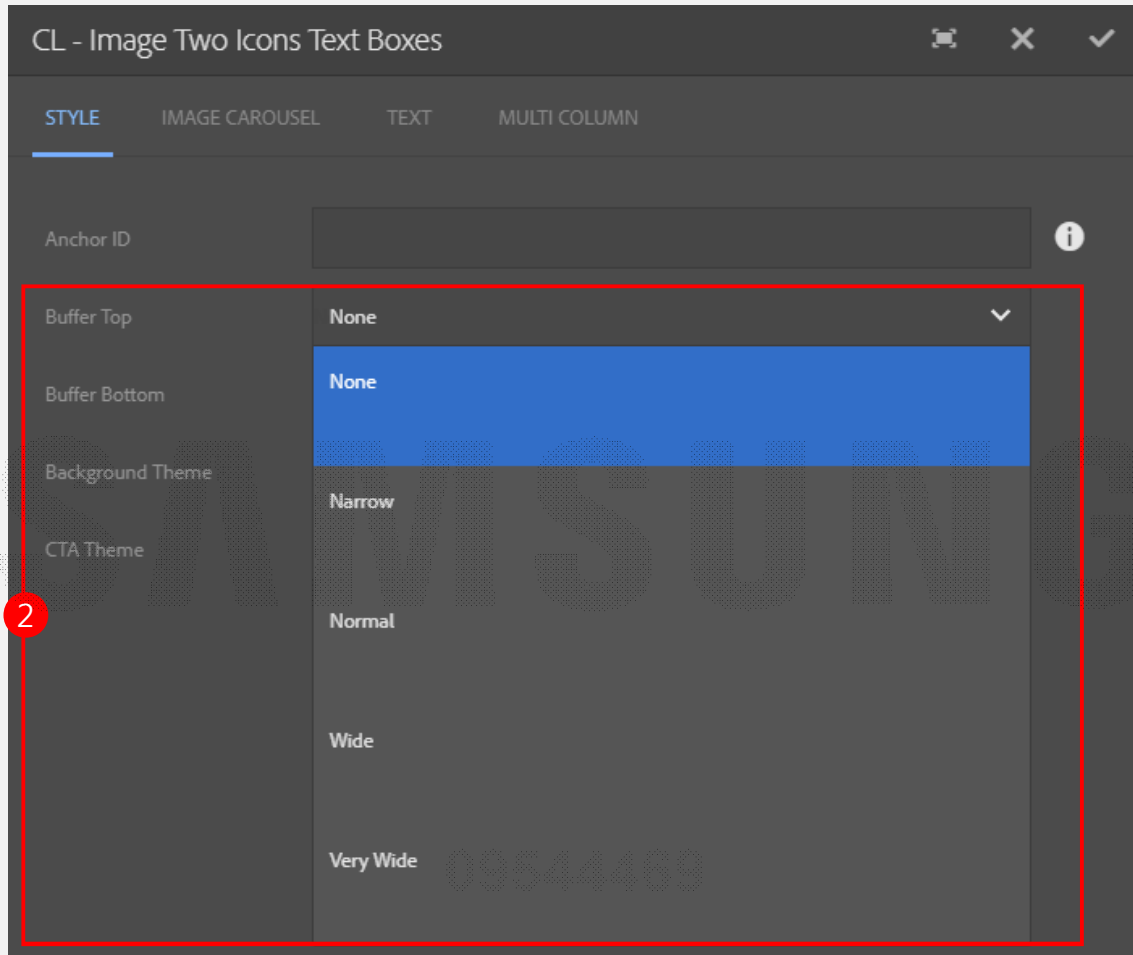 CL - Image Two Icons Text Boxes
STYLE IMAGE CAROUSEL TEXT MULTI COLUMN
Anchor ID
Buffer Top None
None
Buffer Bottom
Background Theme
Narrow
CTA Theme
2
Normal
Wide
Very Wide
SAMSUNG
09544469